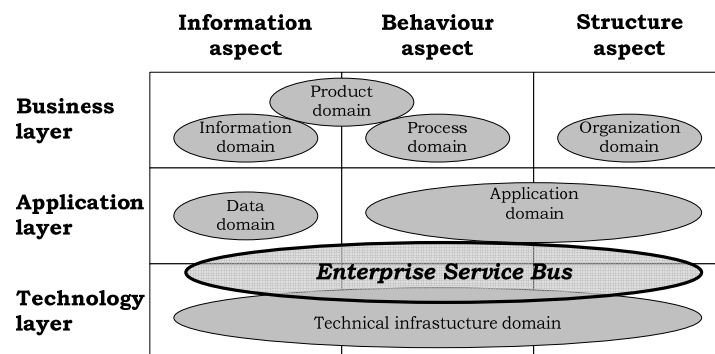 Information
aspect
Behaviour
aspect
Structure
aspect
Business
layer
Product
domain
Information
domain
Process
domain
Organization
domain
Application
layer
Data
domain
Application
domain
Enterprise Service Bus
Technology
layer
Technical infrastucture domain